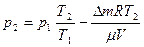 p₂ = p₁ T₂/T₁ − ΔmRT₂/μV